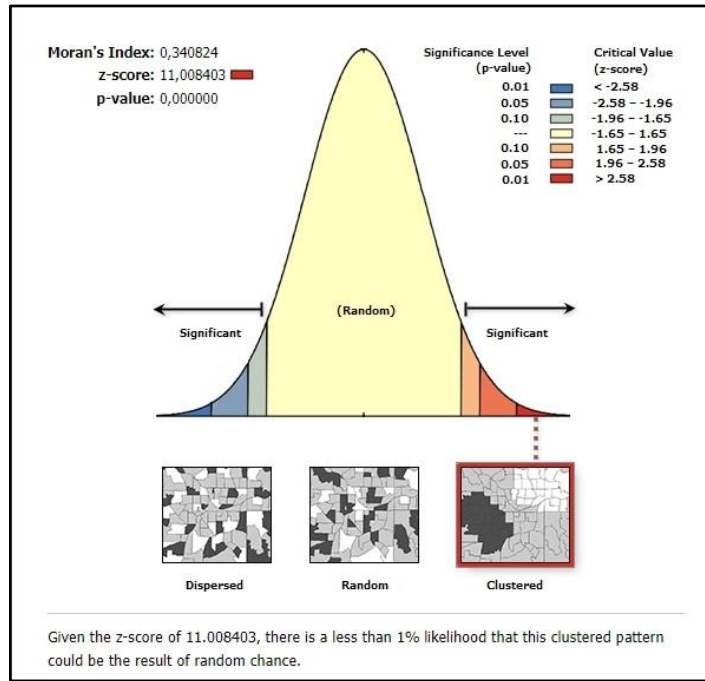 Moran's Index: 0,340824
z-score: 11,008403
p-value: 0,000000
Significance Level
(p-value)
Critical Value
(z-score)
0.01 < -2.58
0.05 -2.58 – -1.96
0.10 -1.96 – -1.65
--- -1.65 – 1.65
0.10 1.65 – 1.96
0.05 1.96 – 2.58
0.01 > 2.58
(Random)
Significant
Significant
Dispersed
Random
Clustered
Given the z-score of 11.008403, there is a less than 1% likelihood that this clustered pattern
could be the result of random chance.